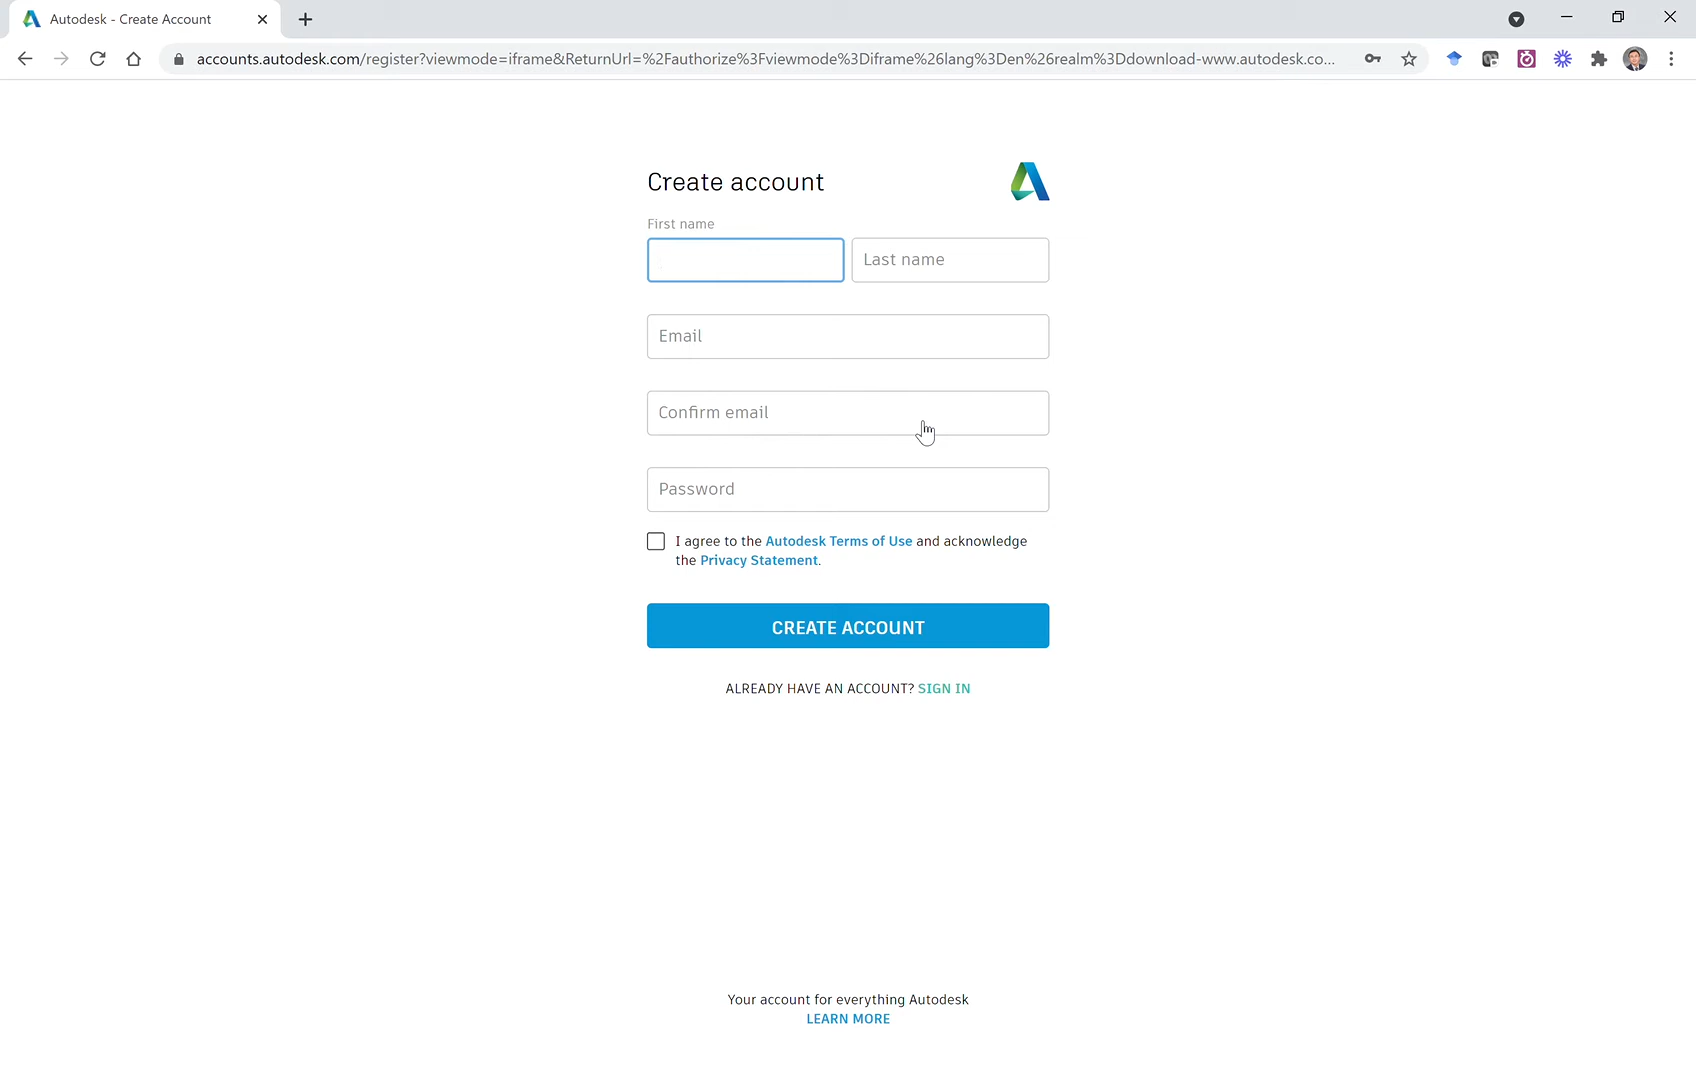 Autodesk - Create Account
accounts.autodesk.com/register?viewmode=iframe&ReturnUrl=%2Fauthorize%3Fviewmode%3Diframe%26lang%3Den%26realm%3Ddownload-www.autodesk.co...
Create account
First name
Last name
Email
Confirm email
Password
I agree to the Autodesk Terms of Use and acknowledge
the Privacy Statement.
CREATE ACCOUNT
ALREADY HAVE AN ACCOUNT? SIGN IN
Your account for everything Autodesk
LEARN MORE